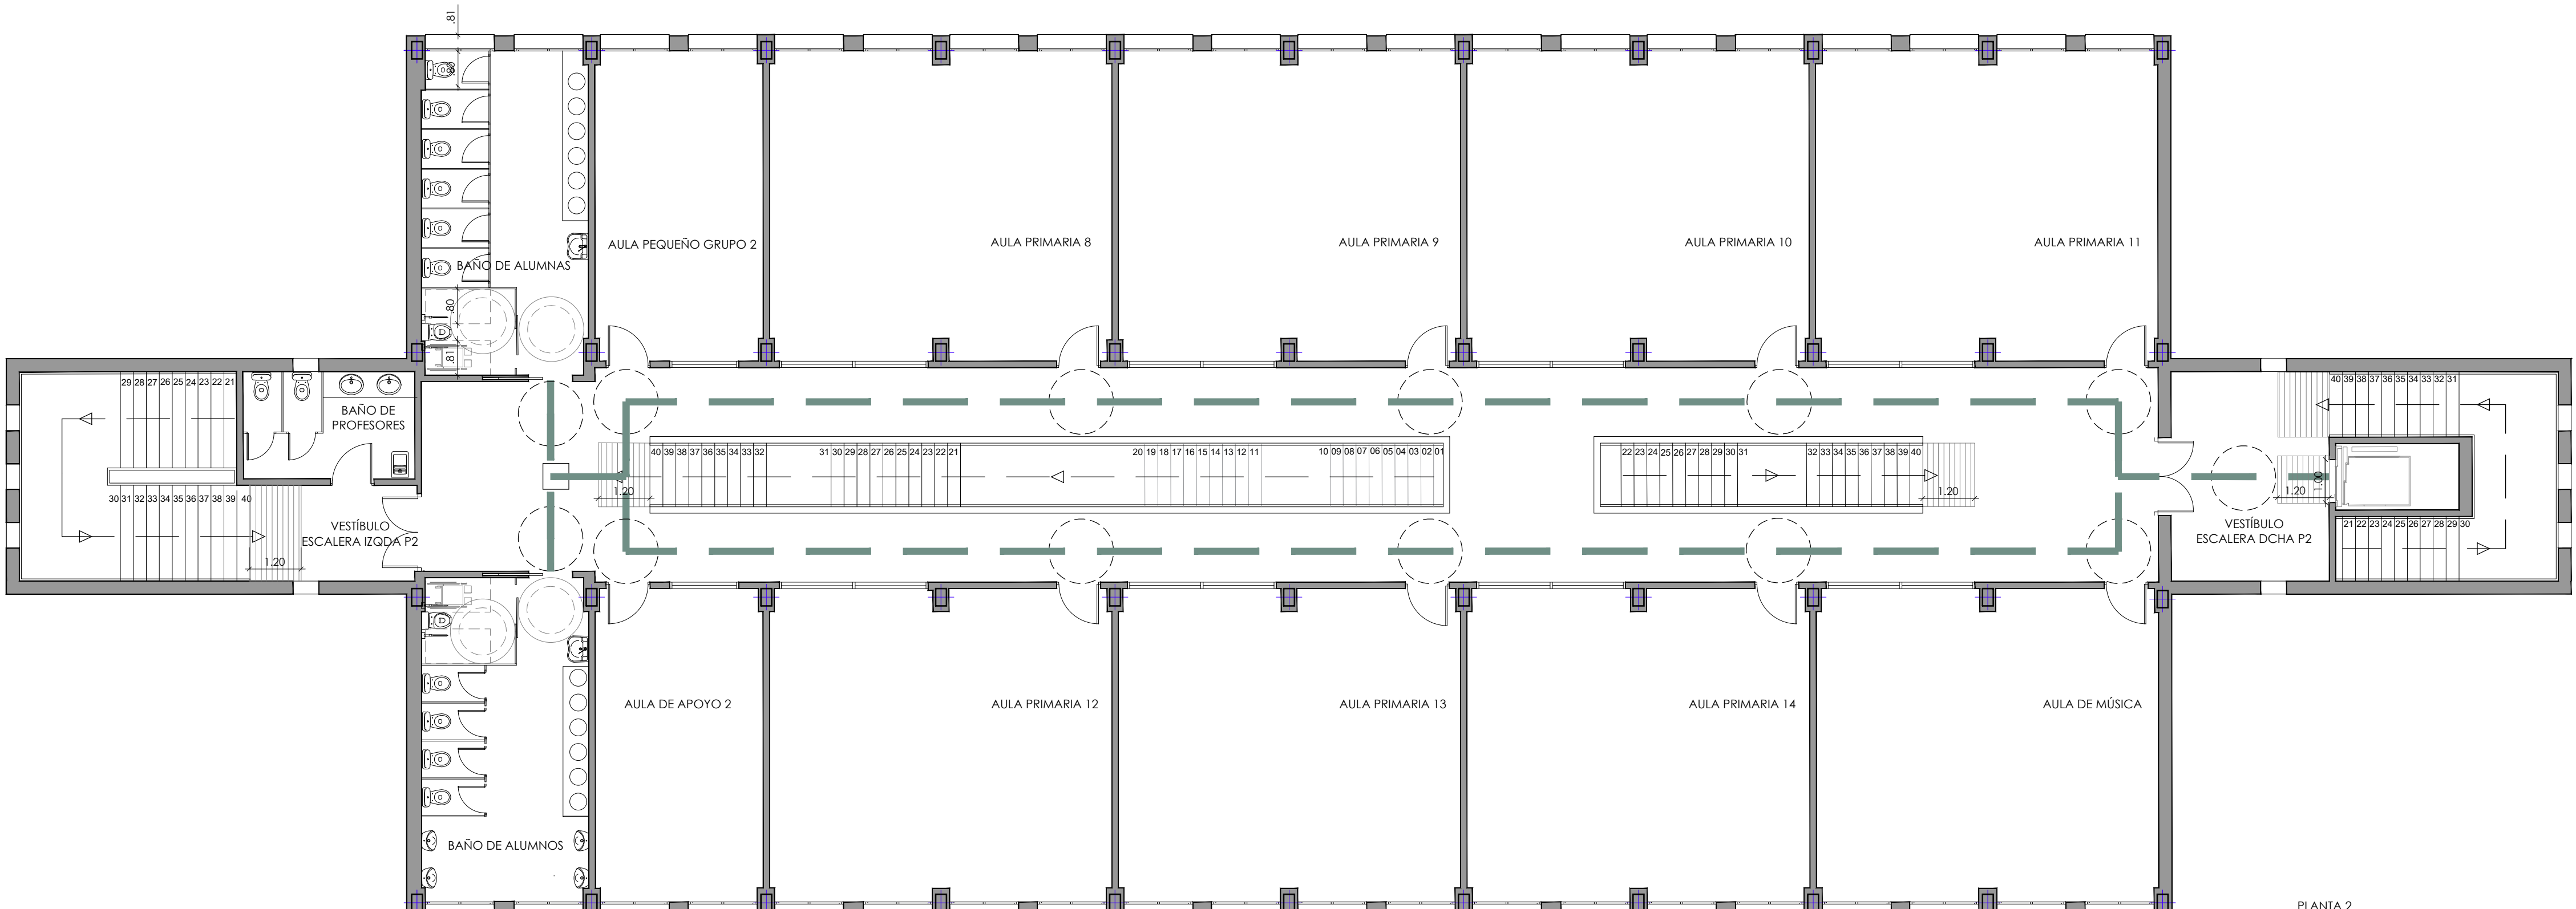 .81
.80
AULA PEQUEÑO GRUPO 2
AULA PRIMARIA 8
AULA PRIMARIA 9
AULA PRIMARIA 10
AULA PRIMARIA 11
BAÑO DE ALUMNAS
.80
.81
29 28 27 26 25 24 23 22 21
BAÑO DE
PROFESORES
40 39 38 37 36 35 34 33 32 31
40 39 38 37 36 35 34 33 32
31 30 29 28 27 26 25 24 23 22 21
20 19 18 17 16 15 14 13 12 11
10 09 08 07 06 05 04 03 02 01
22 23 24 25 26 27 28 29 30 31
32 33 34 35 36 37 38 39 40
1.20
1.20
1.20
1.00
30 31 32 33 34 35 36 37 38 39 40
VESTÍBULO
ESCALERA IZQDA P2
1.20
VESTÍBULO
ESCALERA DCHA P2
21 22 23 24 25 26 27 28 29 30
AULA DE APOYO 2
AULA PRIMARIA 12
AULA PRIMARIA 13
AULA PRIMARIA 14
AULA DE MÚSICA
BAÑO DE ALUMNOS
PLANTA 2